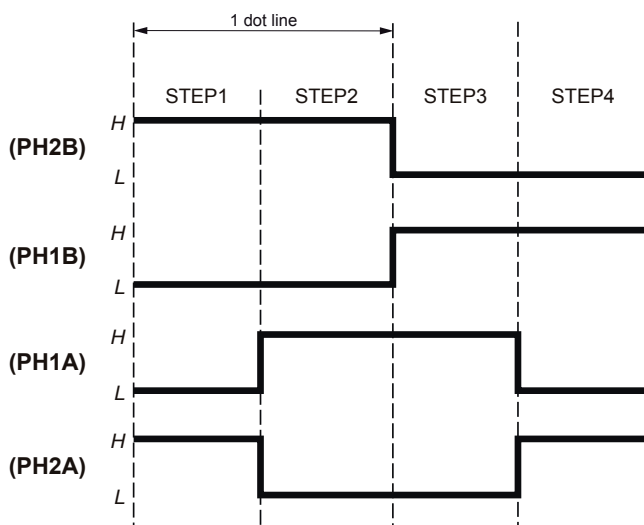 1 dot line
STEP1 STEP2 STEP3 STEP4
H
(PH2B)
L
H
(PH1B)
L
H
(PH1A)
L
H
(PH2A)
L